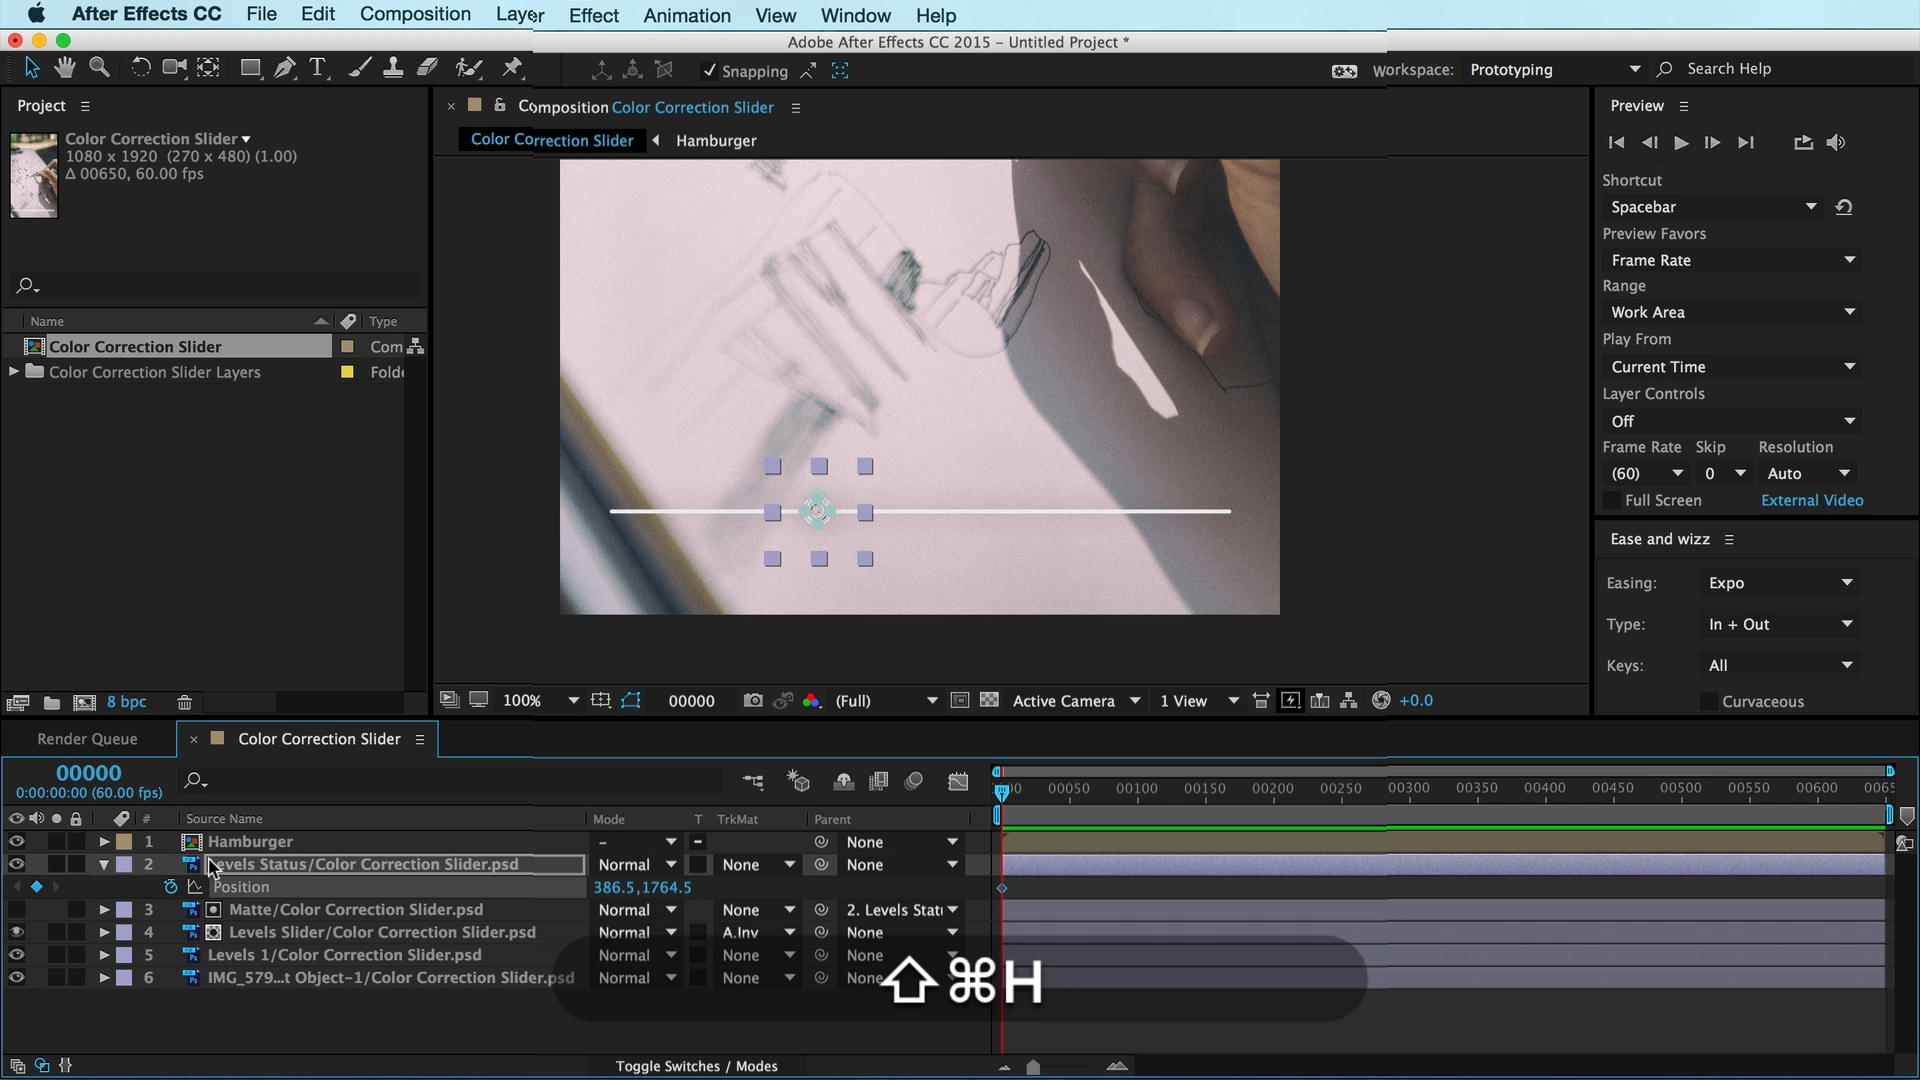 After Effects CC File Edit Composition Layer Effect Animation View Window Help
Adobe After Effects CC 2015 – Untitled Project *
Snapping
Workspace: Prototyping
Search Help
Project
Color Correction Slider
1080 x 1920 (270 x 480) (1.00)
Δ 00650, 60.00 fps
Name Type
Color Correction Slider Com
Color Correction Slider Layers Folde
8 bpc
Composition Color Correction Slider
Color Correction Slider Hamburger
100% 00000 (Full) Active Camera 1 View +0.0
Preview
Shortcut
Spacebar
Preview Favors
Frame Rate
Range
Work Area
Play From
Current Time
Layer Controls
Off
Frame Rate Skip Resolution
(60) 0 Auto
Full Screen External Video
Ease and wizz
Easing: Expo
Type: In + Out
Keys: All
Curvaceous
Render Queue Color Correction Slider
00000
0:00:00:00 (60.00 fps)
00050 00100 00150 00200 00250 00300 00350 00400 00450 00500 00550 00600
# Source Name Mode T TrkMat Parent
1 Hamburger – None
2 Levels Status/Color Correction Slider.psd Normal None None
Position 386.5,1764.5
3 Matte/Color Correction Slider.psd Normal None 2. Levels Stat
4 Levels Slider/Color Correction Slider.psd Normal A.Inv None
5 Levels 1/Color Correction Slider.psd Normal None None
6 IMG_579...t Object-1/Color Correction Slider.psd Normal None None
⇧⌘H
Toggle Switches / Modes